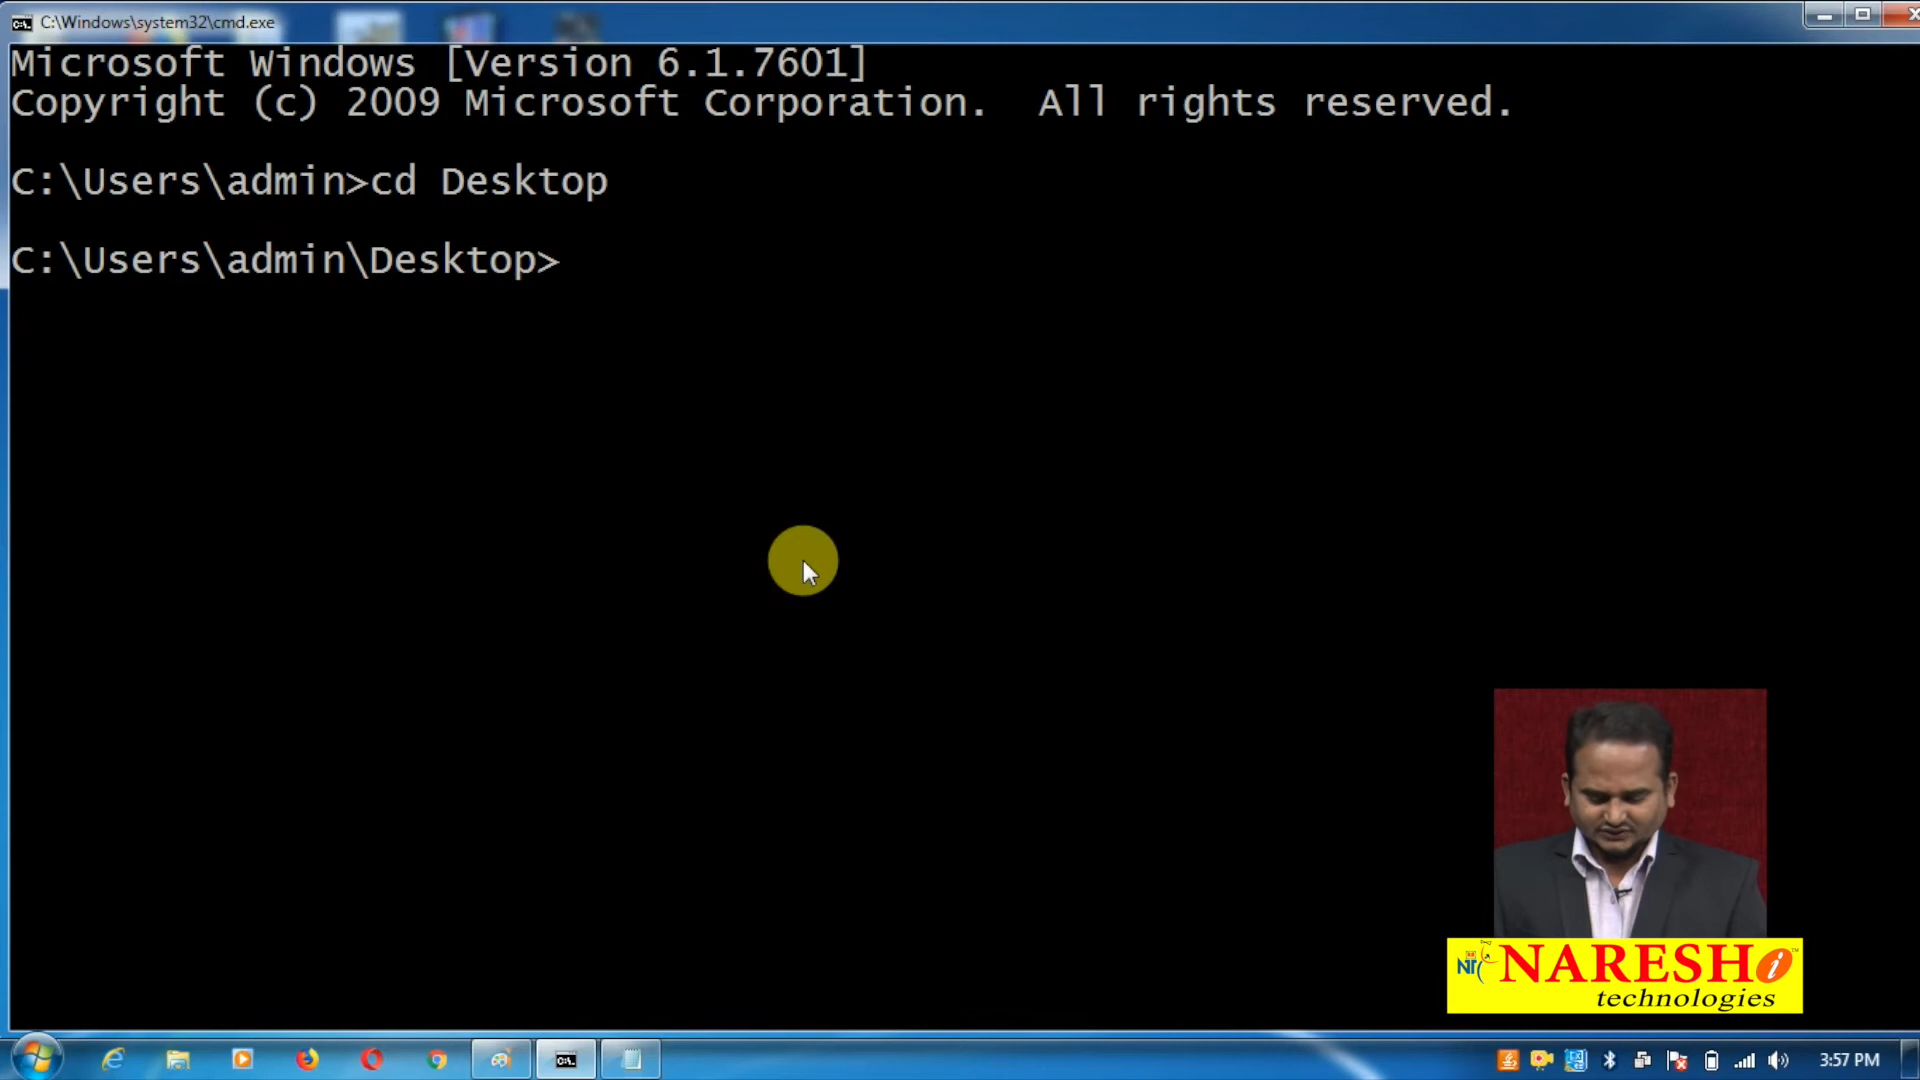 C:\Windows\system32\cmd.exe
Microsoft Windows [Version 6.1.7601]
Copyright (c) 2009 Microsoft Corporation.  All rights reserved.
C:\Users\admin>cd Desktop
C:\Users\admin\Desktop>
NARESH i
technologies
3:57 PM